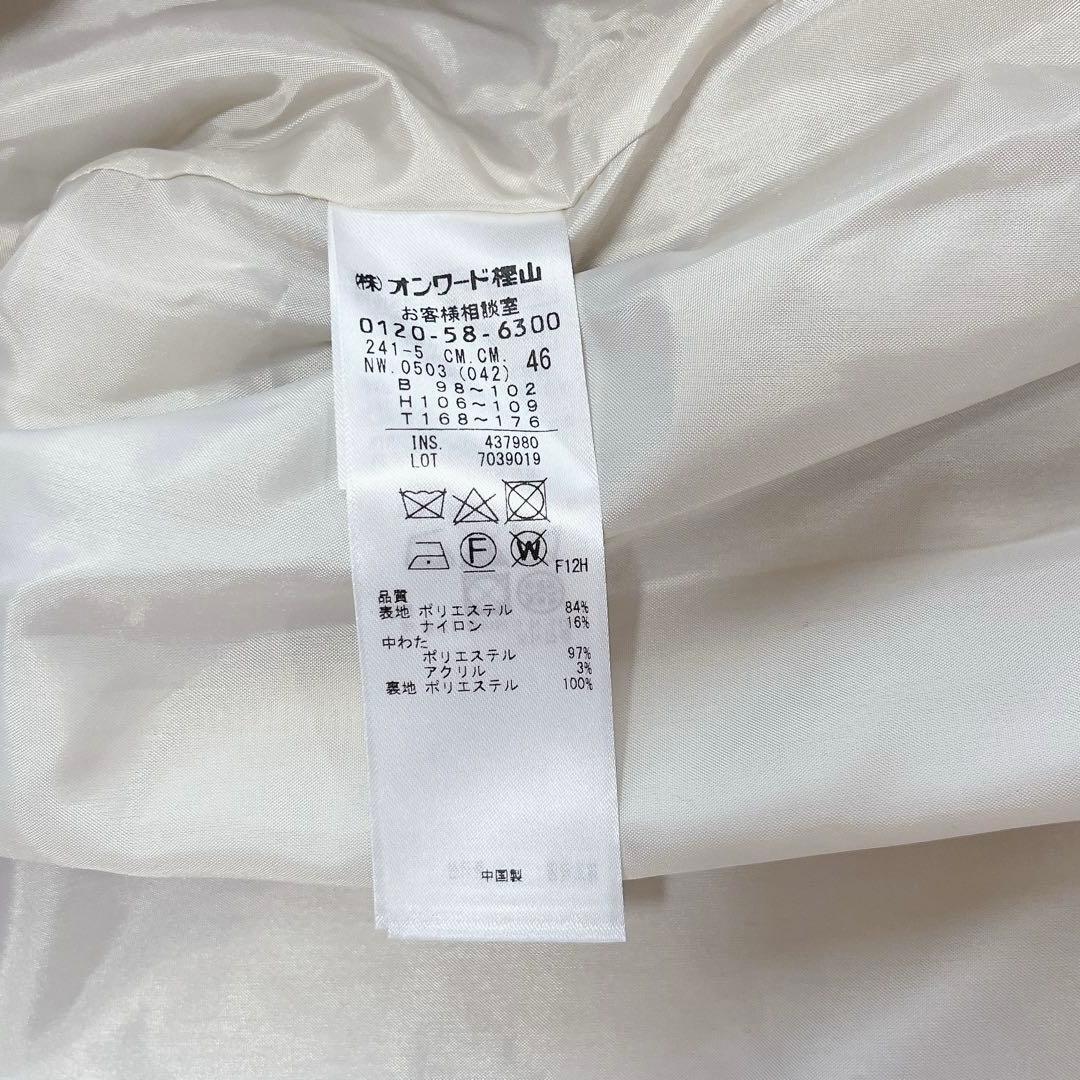 (株)オンワード樫山
お客様相談室
0120-58-6300
241-5 CM.CM. 46
NW.0503(042)
B 98~102
H106~109
T168~176
INS. 437980
LOT 7039019
F W F12H
品質
表地 ポリエステル 84%
ナイロン 16%
中わた
ポリエステル 97%
アクリル 3%
裏地 ポリエステル 100%
中国製